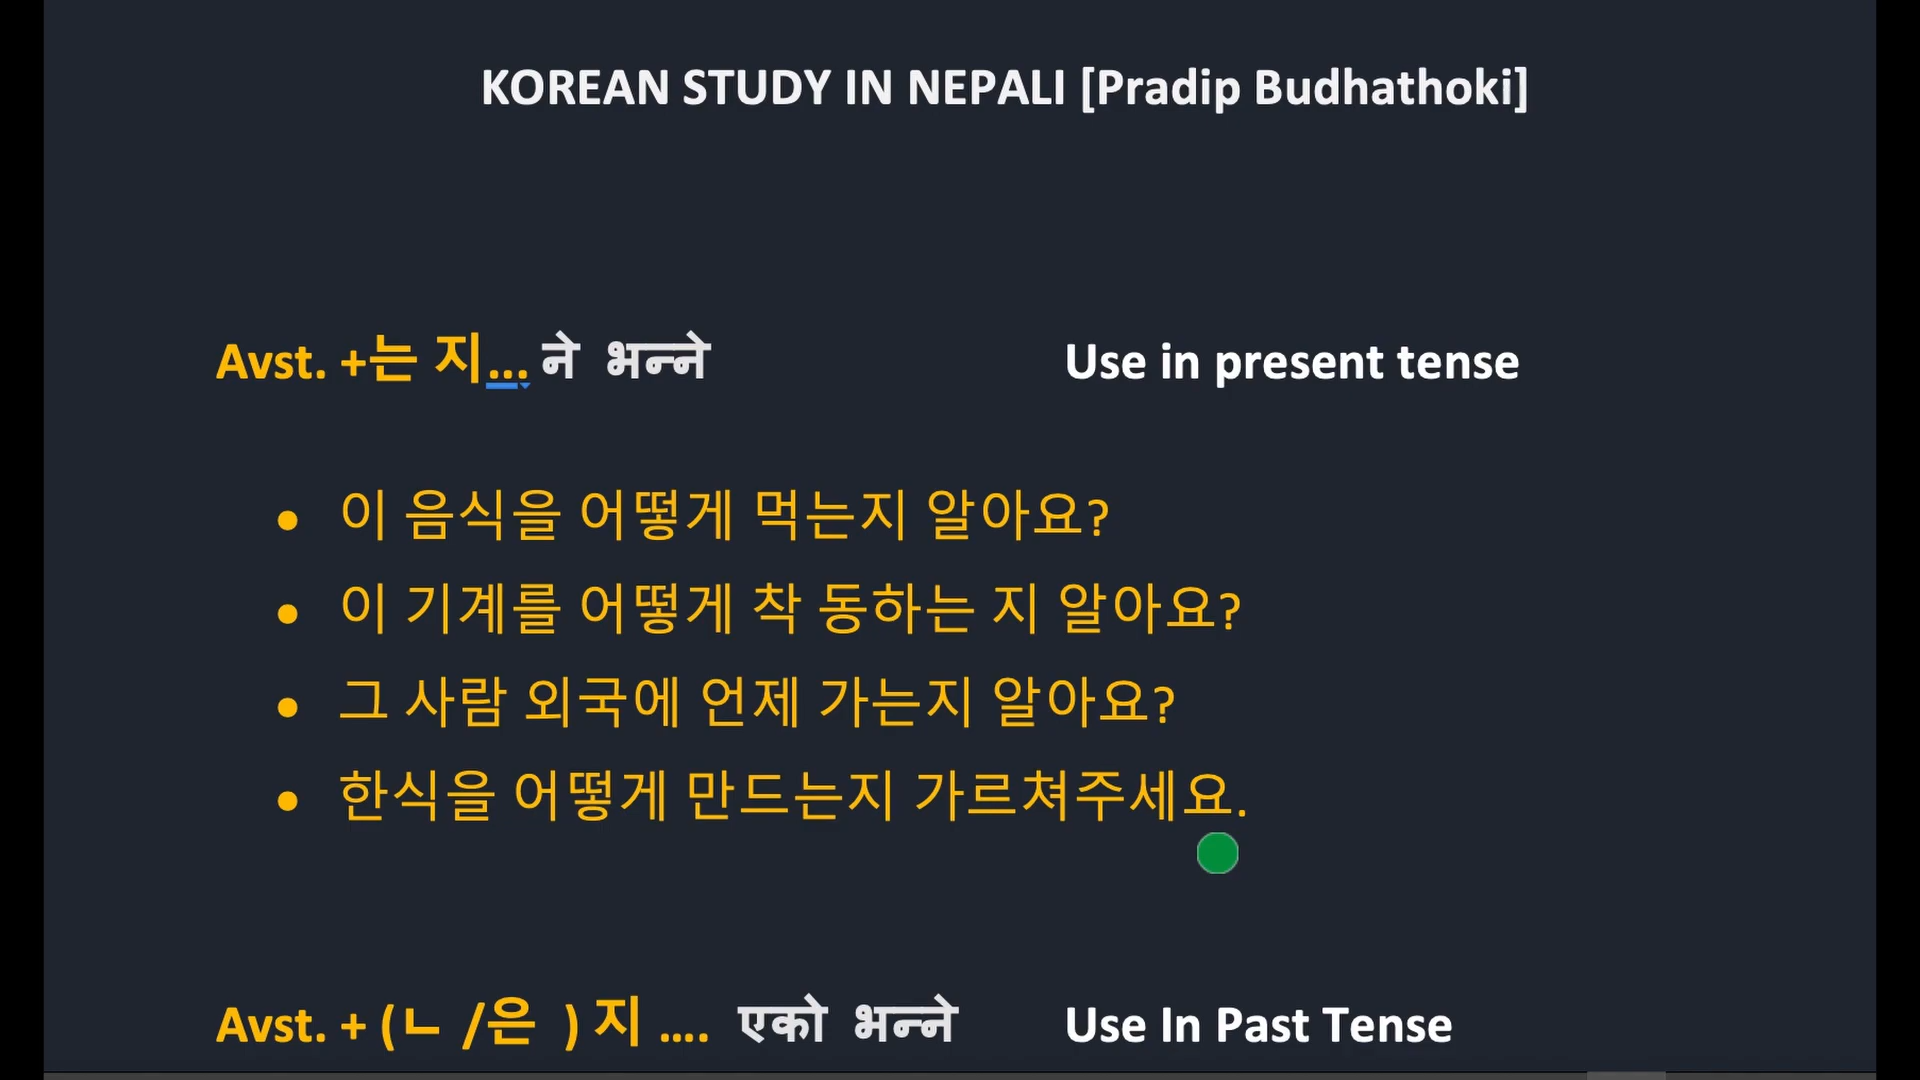 KOREAN STUDY IN NEPALI [Pradip Budhathoki]
Avst. +는 지... ने भन्ने Use in present tense
• 이 음식을 어떻게 먹는지 알아요?
• 이 기계를 어떻게 착 동하는 지 알아요?
• 그 사람 외국에 언제 가는지 알아요?
• 한식을 어떻게 만드는지 가르쳐주세요.
Avst. + (ㄴ /은 ) 지 .... एको भन्ने Use In Past Tense